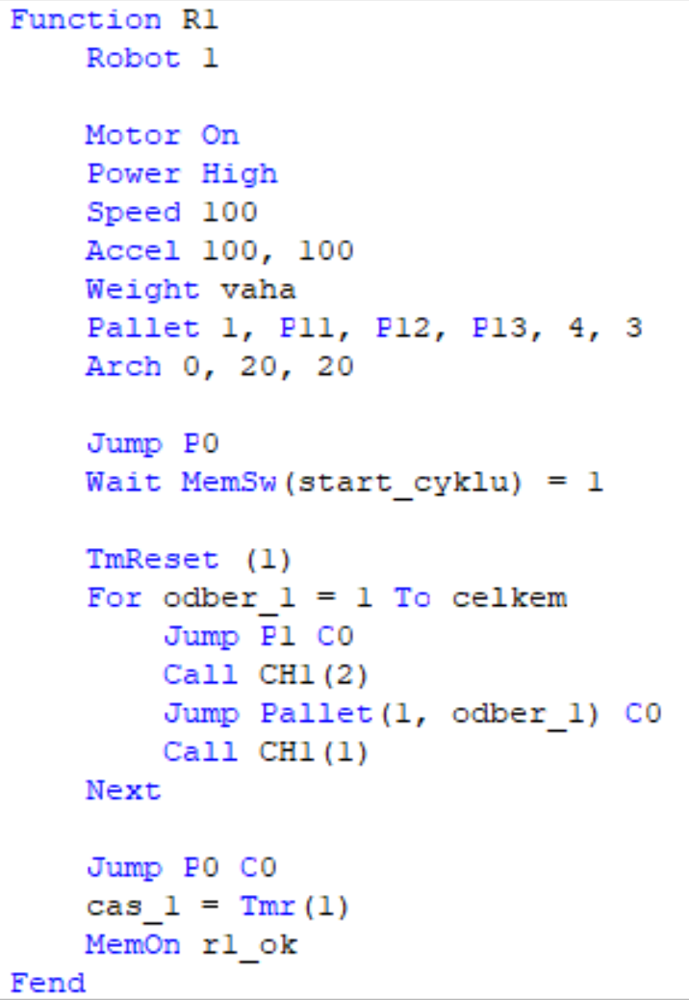 Function R1
Robot 1
Motor On
Power High
Speed 100
Accel 100, 100
Weight vaha
Pallet 1, P11, P12, P13, 4, 3
Arch 0, 20, 20
Jump P0
Wait MemSw(start_cyklu) = 1
TmReset (1)
For odber_1 = 1 To celkem
Jump P1 C0
Call CH1(2)
Jump Pallet(1, odber_1) C0
Call CH1(1)
Next
Jump P0 C0
cas_1 = Tmr(1)
MemOn r1_ok
Fend